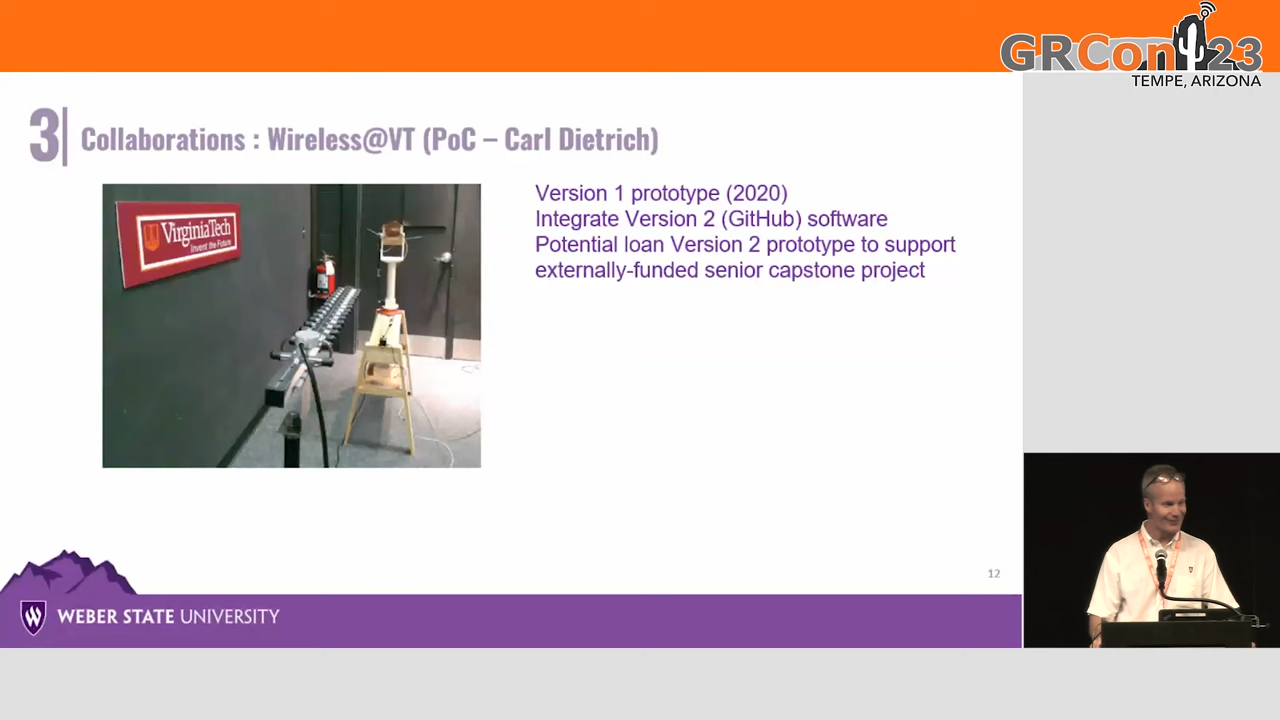 GRCon 23
TEMPE, ARIZONA
3 Collaborations : Wireless@VT (PoC – Carl Dietrich)
VirginiaTech
Invent the Future
Version 1 prototype (2020)
Integrate Version 2 (GitHub) software
Potential loan Version 2 prototype to support
externally-funded senior capstone project
12
W WEBER STATE UNIVERSITY